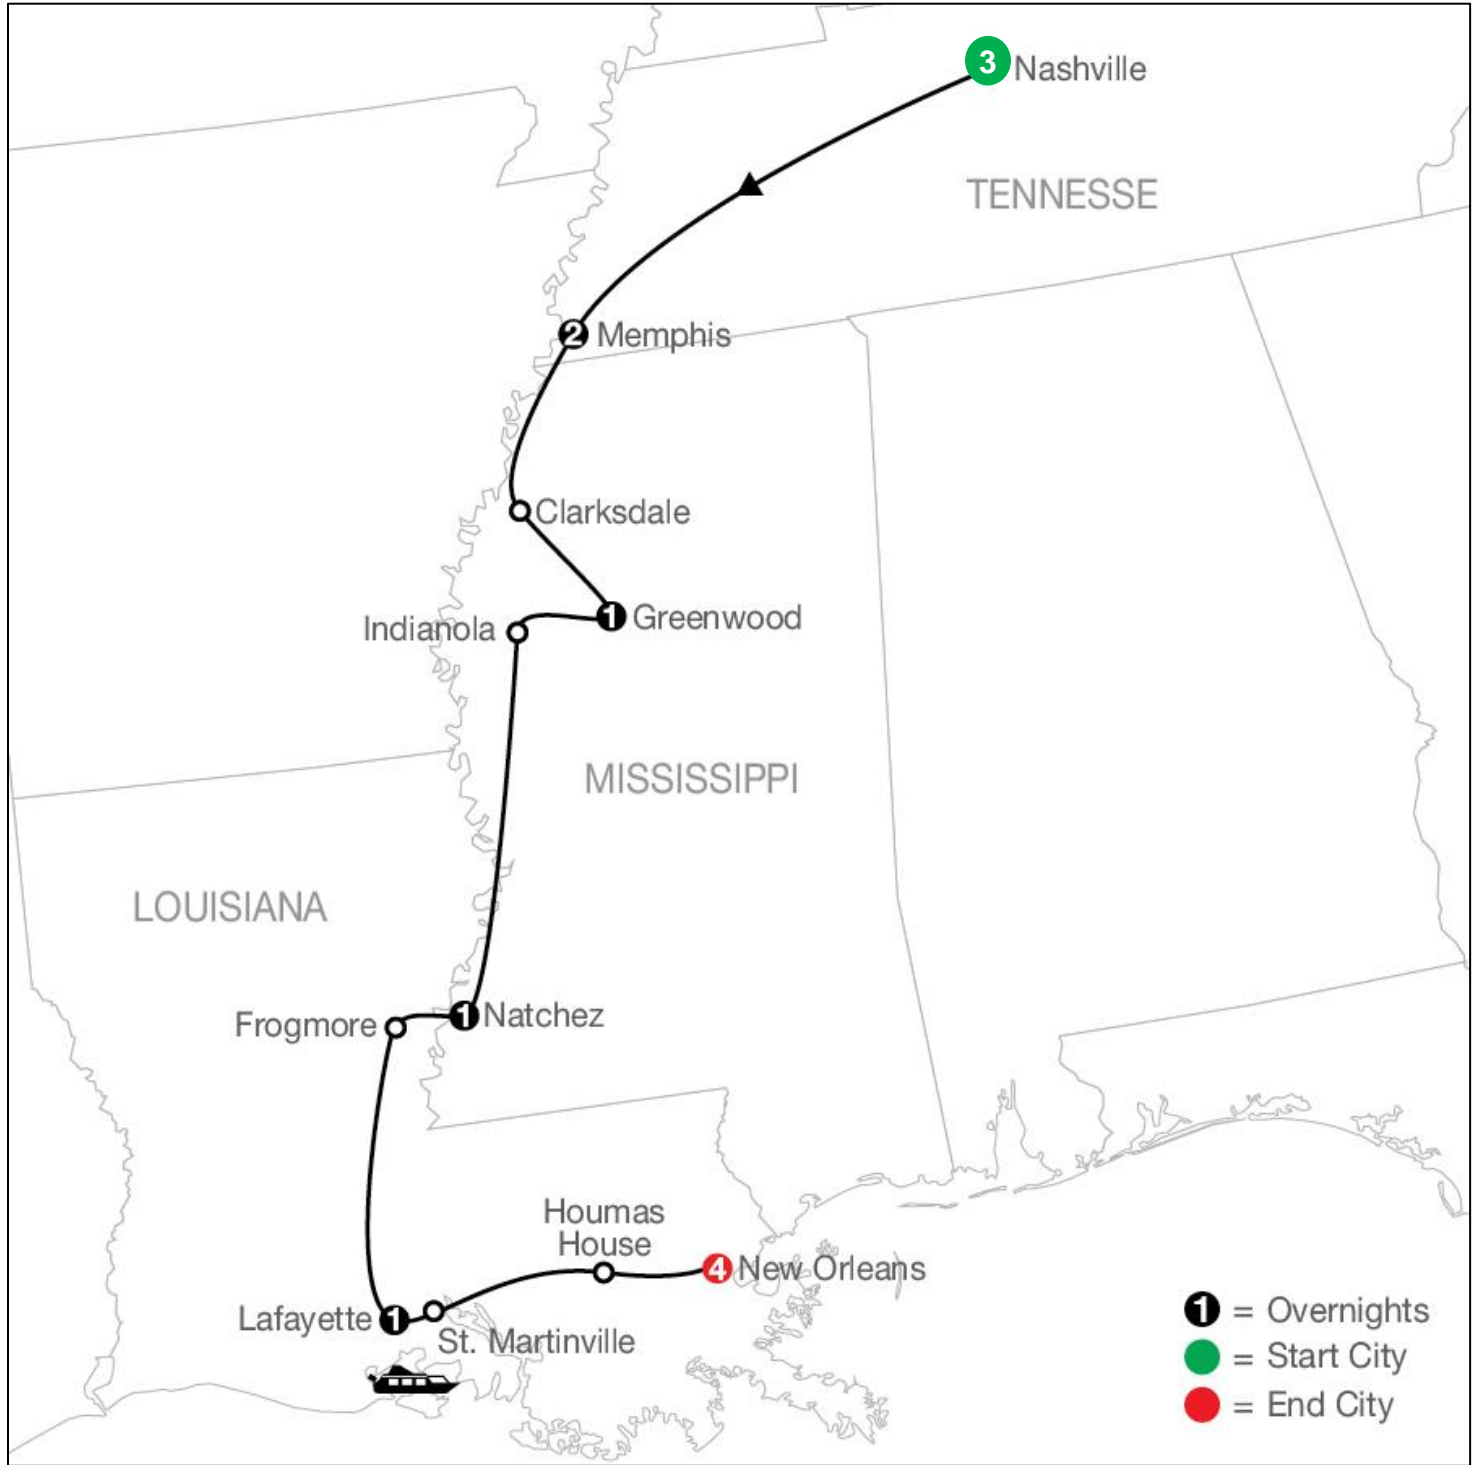 3 Nashville
TENNESSE
2 Memphis
Clarksdale
1 Greenwood
Indianola
MISSISSIPPI
LOUISIANA
Frogmore
1 Natchez
Houmas
House
4 New Orleans
Lafayette 1
St. Martinville
1 = Overnights
= Start City
= End City